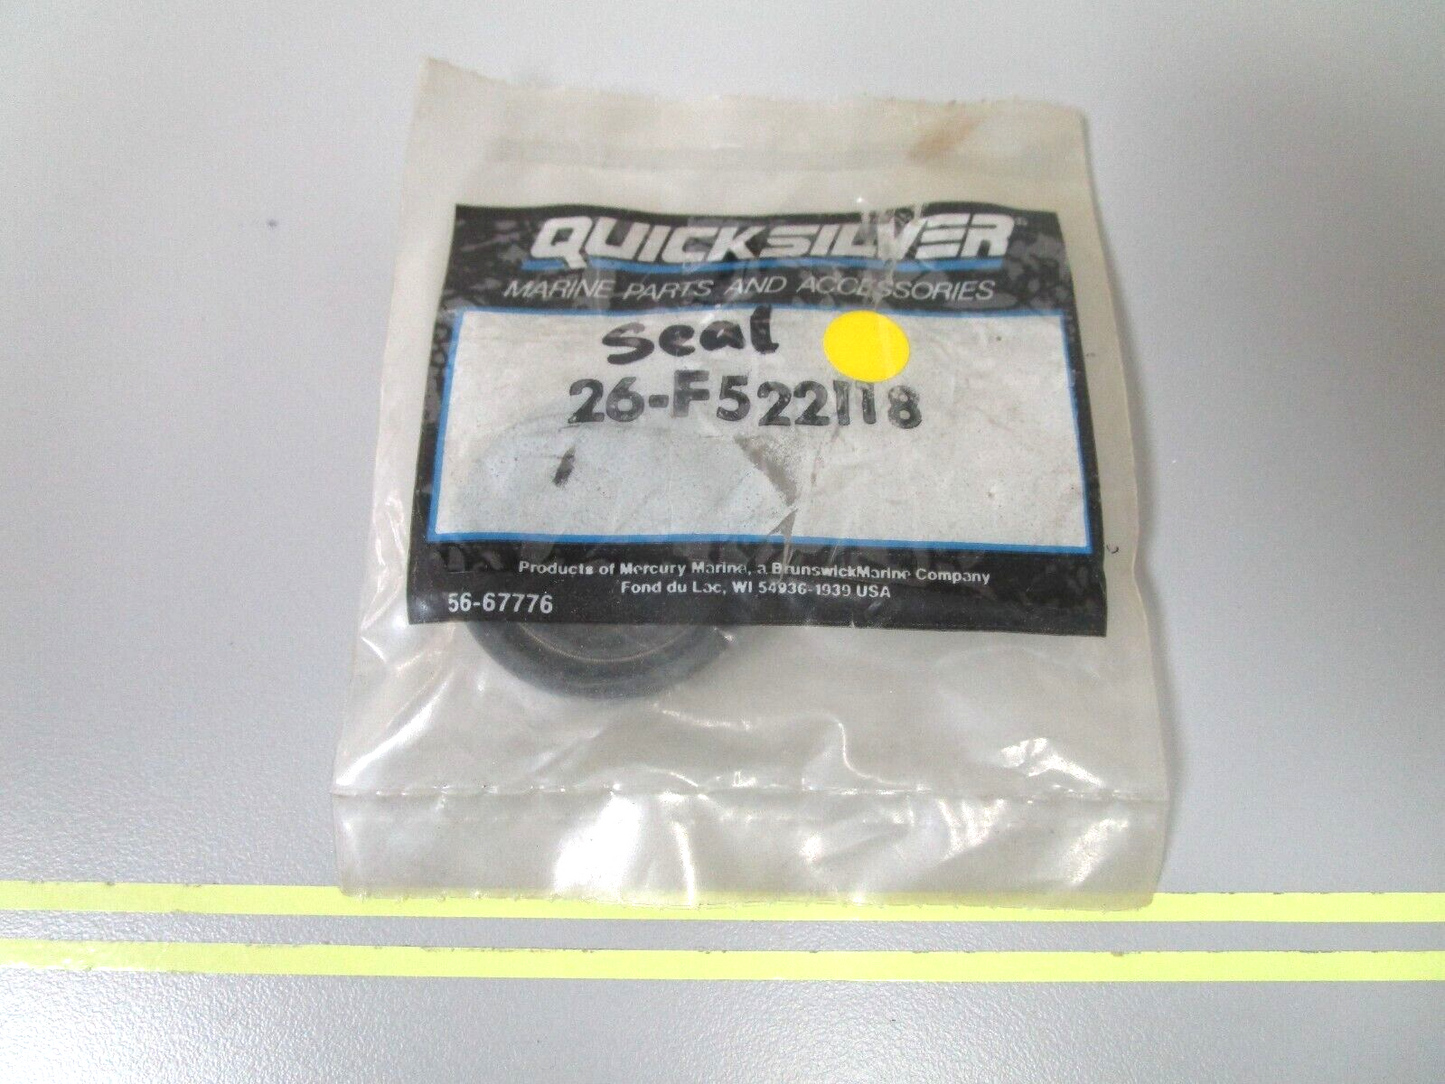 QUICKSILVER
MARINE PARTS AND ACCESSORIES
Seal
26-F522118
1
Products of Mercury Marine, a BrunswickMarine Company
Fond du Lac, WI 54936-1939 USA
56-67776